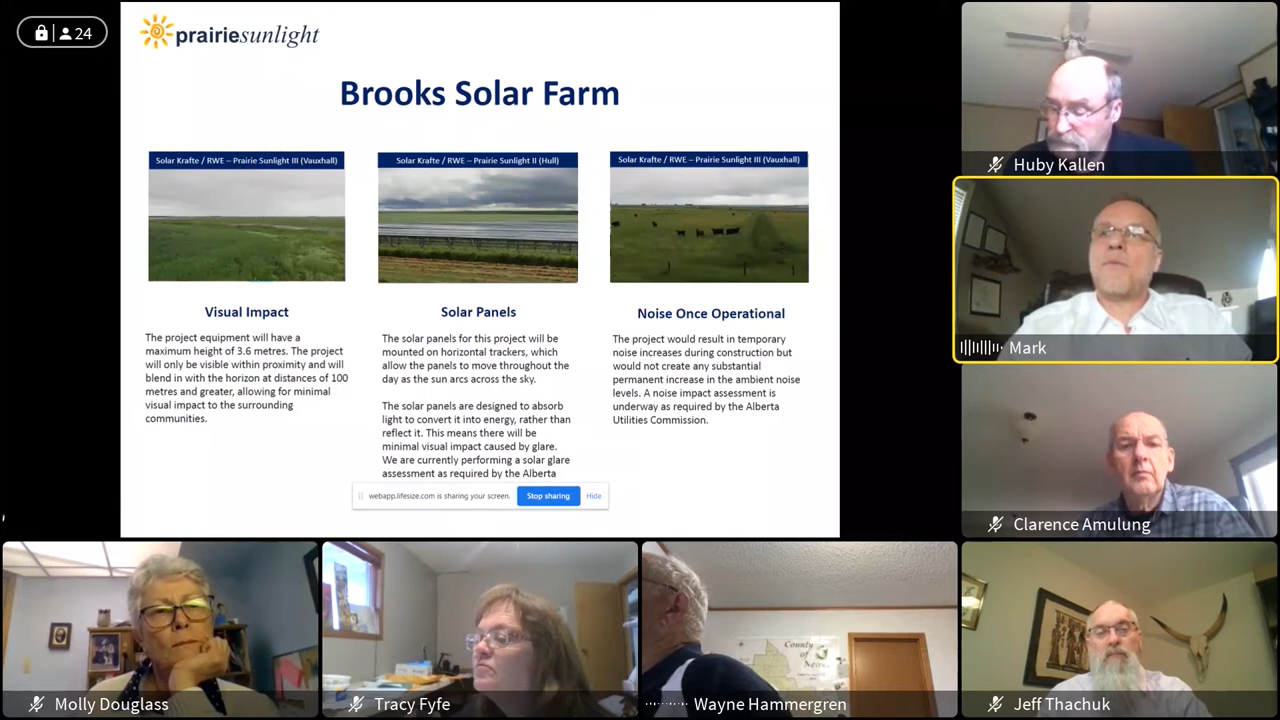 24
prairiesunlight
Brooks Solar Farm
Solar Krafte / RWE – Prairie Sunlight III (Vauxhall)
Solar Krafte / RWE – Prairie Sunlight II (Hull)
Solar Krafte / RWE – Prairie Sunlight III (Vauxhall)
Visual Impact
The project equipment will have a
maximum height of 3.6 metres. The project
will only be visible within proximity and will
blend in with the horizon at distances of 100
metres and greater, allowing for minimal
visual impact to the surrounding
communities.
Solar Panels
The solar panels for this project will be
mounted on horizontal trackers, which
allow the panels to move throughout the
day as the sun arcs across the sky.
The solar panels are designed to absorb
light to convert it into energy, rather than
reflect it. This means there will be
minimal visual impact caused by glare.
We are currently performing a solar glare
assessment as required by the Alberta
Noise Once Operational
The project would result in temporary
noise increases during construction but
would not create any substantial
permanent increase in the ambient noise
levels. A noise impact assessment is
underway as required by the Alberta
Utilities Commission.
webapp.lifesize.com is sharing your screen.
Stop sharing
Hide
Huby Kallen
Mark
Clarence Amulung
Molly Douglass
Tracy Fyfe
County
of
Wayne Hammergren
Jeff Thachuk